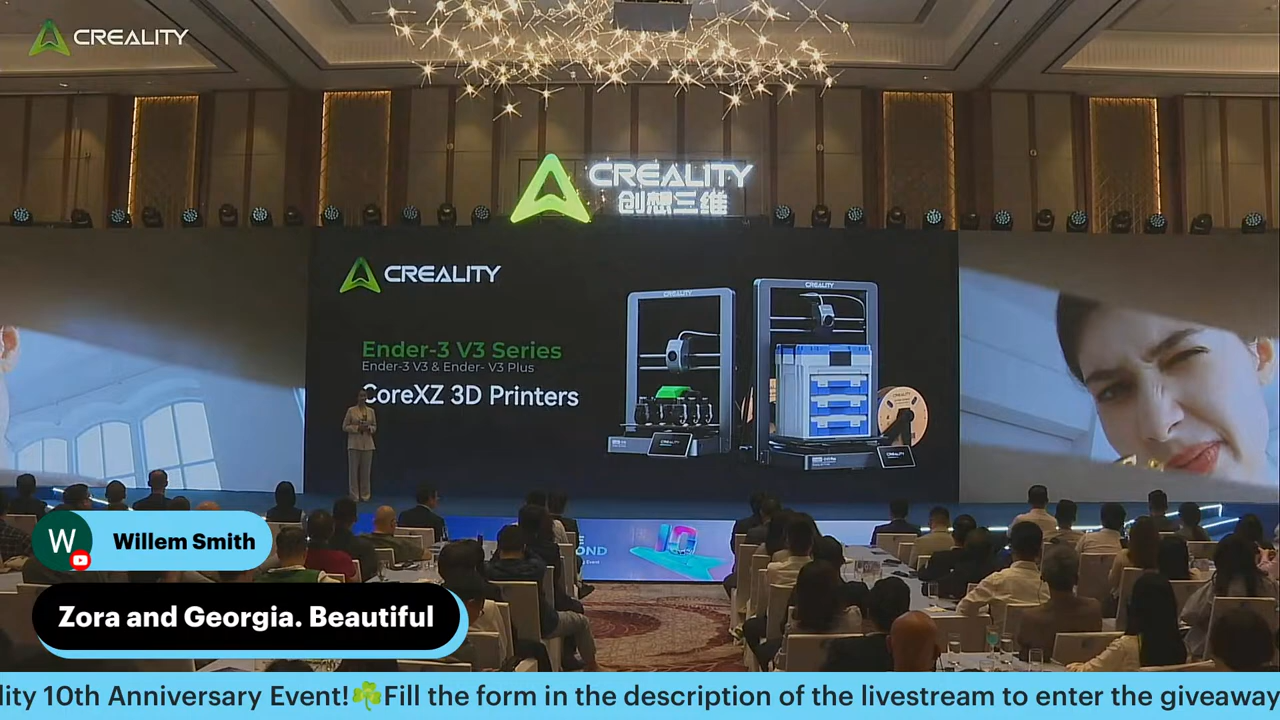 CREALITY
CREALITY
创想三维
CREALITY
Ender-3 V3 Series
Ender-3 V3 & Ender- V3 Plus
CoreXZ 3D Printers
CREALITY
CREALITY
W
Willem Smith
Zora and Georgia. Beautiful
lity 10th Anniversary Event!☘️Fill the form in the description of the livestream to enter the giveaway